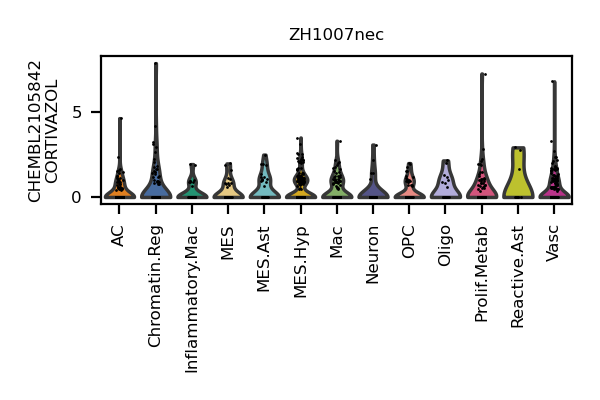 ZH1007nec
CHEMBL2105842
CORTIVAZOL
5
0
AC
Chromatin.Reg
Inflammatory.Mac
MES
MES.Ast
MES.Hyp
Mac
Neuron
OPC
Oligo
Prolif.Metab
Reactive.Ast
Vasc